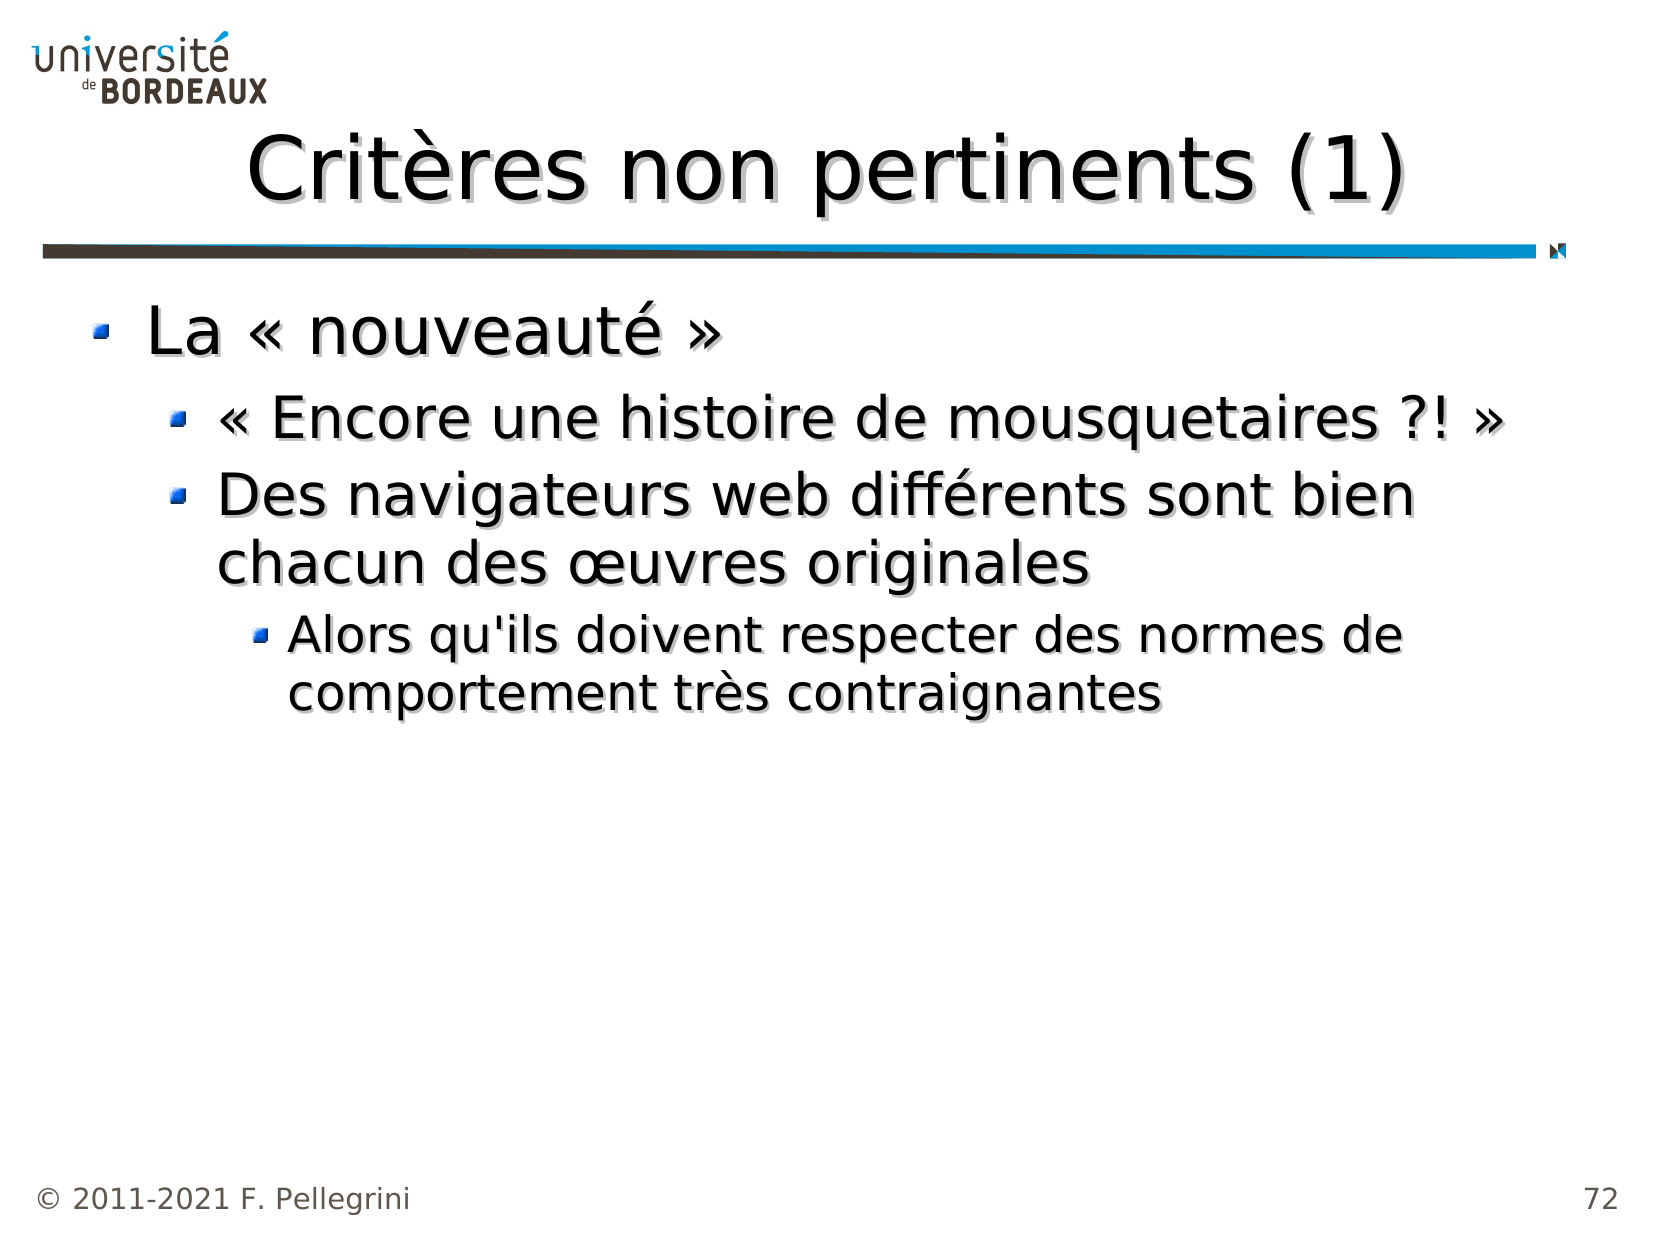 université
de BORDEAUX
Critères non pertinents (1)
La « nouveauté »
« Encore une histoire de mousquetaires ?! »
Des navigateurs web différents sont bien
chacun des œuvres originales
Alors qu'ils doivent respecter des normes de
comportement très contraignantes
© 2011-2021 F. Pellegrini
72